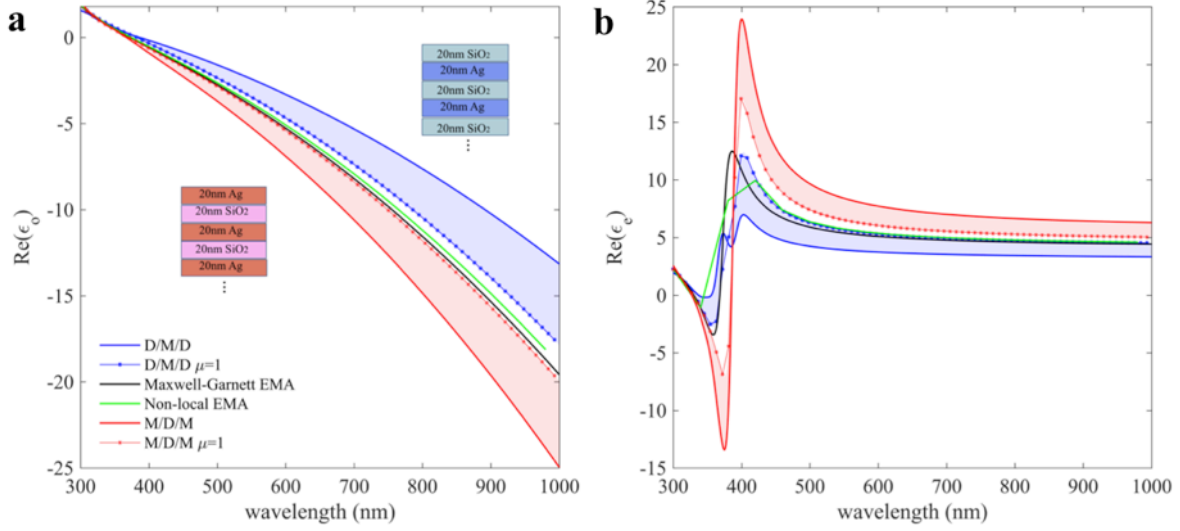 a
0
-5
-10
-15
-20
-25
300 400 500 600 700 800 900 1000
wavelength (nm)
Re(ϵₒ)
20nm SiO₂
20nm Ag
20nm SiO₂
20nm Ag
20nm SiO₂
⋮
20nm Ag
20nm SiO₂
20nm Ag
20nm SiO₂
20nm Ag
⋮
D/M/D
D/M/D μ=1
Maxwell-Garnett EMA
Non-local EMA
M/D/M
M/D/M μ=1
b
25
20
15
10
5
0
-5
-10
-15
300 400 500 600 700 800 900 1000
wavelength (nm)
Re(ϵₑ)